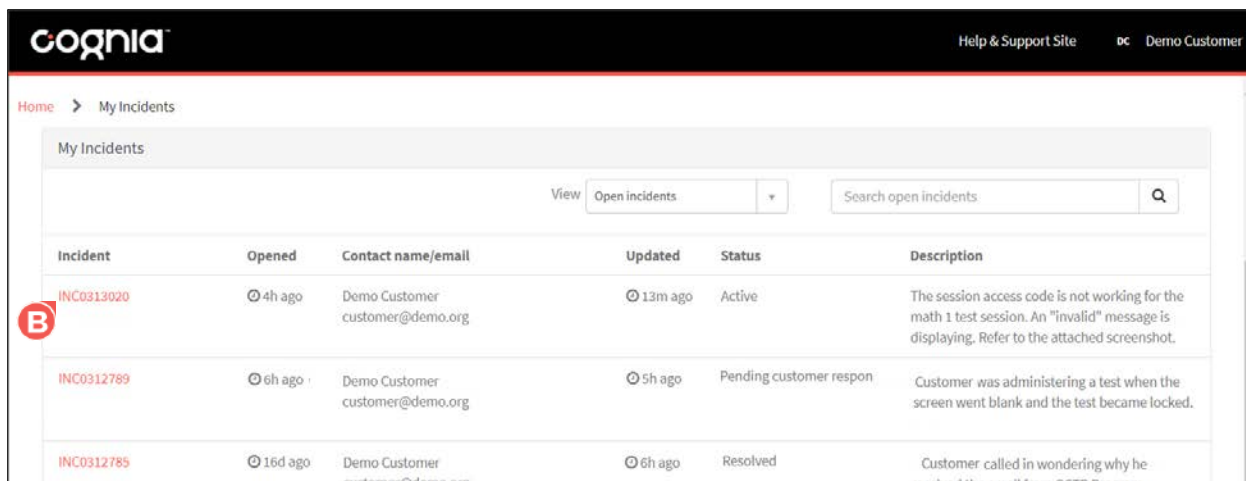 cognia™
Help & Support Site DC Demo Customer
Home > My Incidents
My Incidents
View Open incidents Search open incidents
Incident Opened Contact name/email Updated Status Description
INC0313020 4h ago Demo Customer 13m ago Active The session access code is not working for the
customer@demo.org math 1 test session. An "invalid" message is
displaying. Refer to the attached screenshot.
B
INC0312789 6h ago Demo Customer 5h ago Pending customer respon Customer was administering a test when the
customer@demo.org screen went blank and the test became locked.
INC0312785 16d ago Demo Customer 6h ago Resolved Customer called in wondering why he